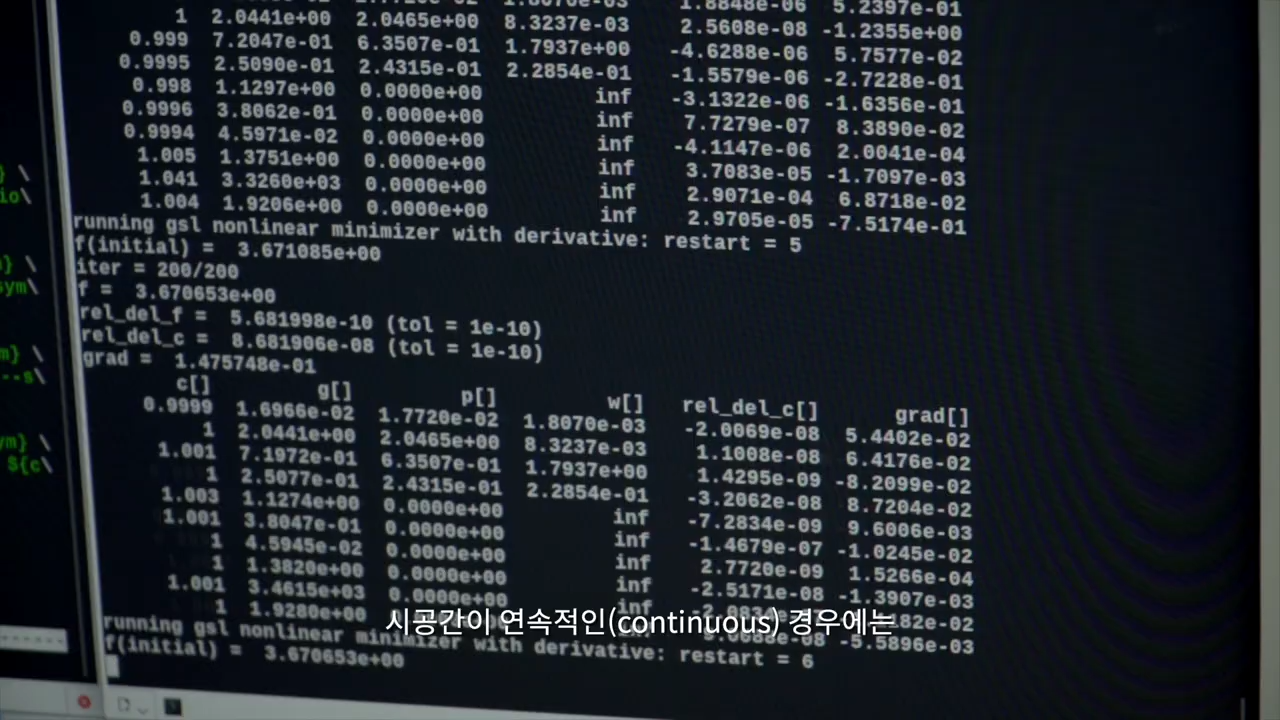 1.8848e-06 5.2397e-01
1 2.0441e+00 2.0465e+00 8.3237e-03 2.5608e-08 -1.2355e+00
0.999 7.2047e-01 6.3507e-01 1.7937e+00 -4.6288e-06 5.7577e-02
0.9995 2.5090e-01 2.4315e-01 2.2854e-01 -1.5579e-06 -2.7228e-01
0.998 1.1297e+00 0.0000e+00 inf -3.1322e-06 -1.6356e-01
0.9996 3.8062e-01 0.0000e+00 inf 7.7279e-07 8.3890e-02
0.9994 4.5971e-02 0.0000e+00 inf -4.1147e-06 2.0041e-04
1.005 1.3751e+00 0.0000e+00 inf 3.7083e-05 -1.7097e-03
1.041 3.3260e+03 0.0000e+00 inf 2.9071e-04 6.8718e-02
1.004 1.9206e+00 0.0000e+00 inf 2.9705e-05 -7.5174e-01
running gsl nonlinear minimizer with derivative: restart = 5
f(initial) = 3.671085e+00
iter = 200/200
f = 3.670653e+00
rel_del_f = 5.681998e-10 (tol = 1e-10)
rel_del_c = 8.681906e-08 (tol = 1e-10)
grad = 1.475748e-01
c[] g[] p[] w[] rel_del_c[] grad[]
0.9999 1.6966e-02 1.7720e-02 1.8070e-03 -2.0069e-08 5.4402e-02
1 2.0441e+00 2.0465e+00 8.3237e-03 1.1008e-08 6.4176e-02
1.001 7.1972e-01 6.3507e-01 1.7937e+00 1.4295e-09 -8.2099e-02
1 2.5077e-01 2.4315e-01 2.2854e-01 -3.2062e-08 8.7204e-02
1.003 1.1274e+00 0.0000e+00 inf -7.2834e-09 9.6006e-03
1.001 3.8047e-01 0.0000e+00 inf -1.4679e-07 -1.0245e-02
1 4.5945e-02 0.0000e+00 inf 2.7720e-09 1.5266e-04
1 1.3820e+00 0.0000e+00 inf -2.5171e-08 -1.3907e-03
1.001 3.4615e+03 0.0000e+00 inf
1 1.9280e+00 -5.5896e-03
running gsl nonlinear minimizer with derivative: restart = 6
f(initial) = 3.670653e+00
} \
io\
} \
sym\
m} \
--s\
ym} \
${c\
시공간이 연속적인(continuous) 경우에는